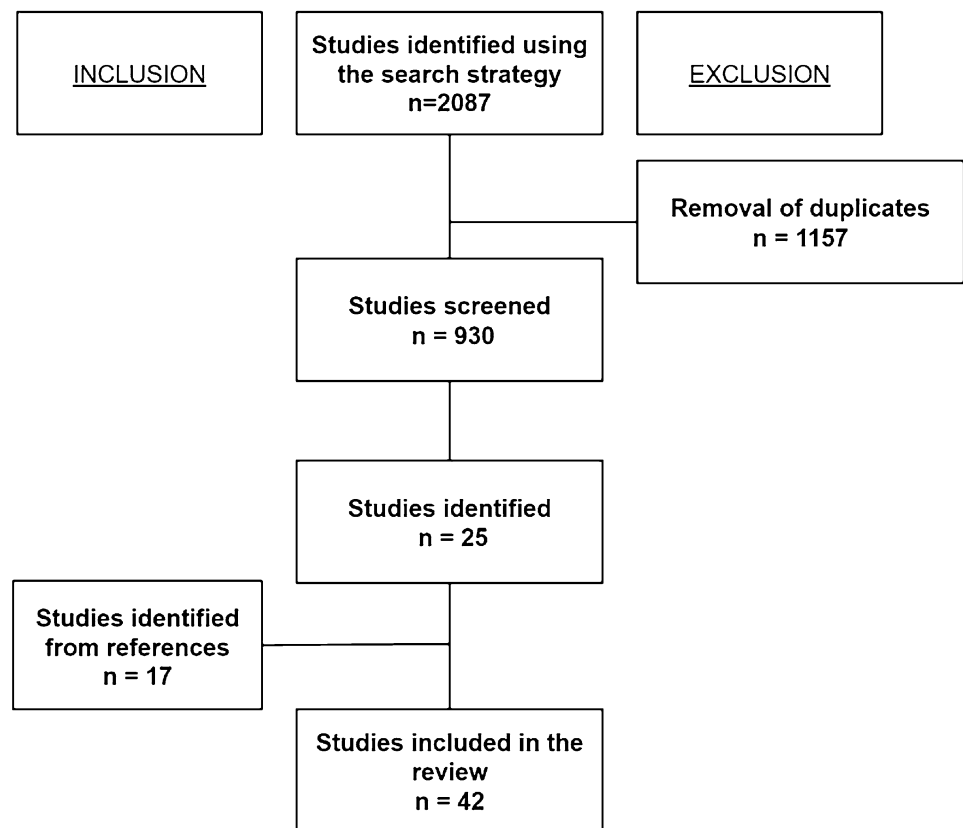 INCLUSION
Studies identified using
the search strategy
n=2087
EXCLUSION
Removal of duplicates
n = 1157
Studies screened
n = 930
Studies identified
n = 25
Studies identified
from references
n = 17
Studies included in the
review
n = 42